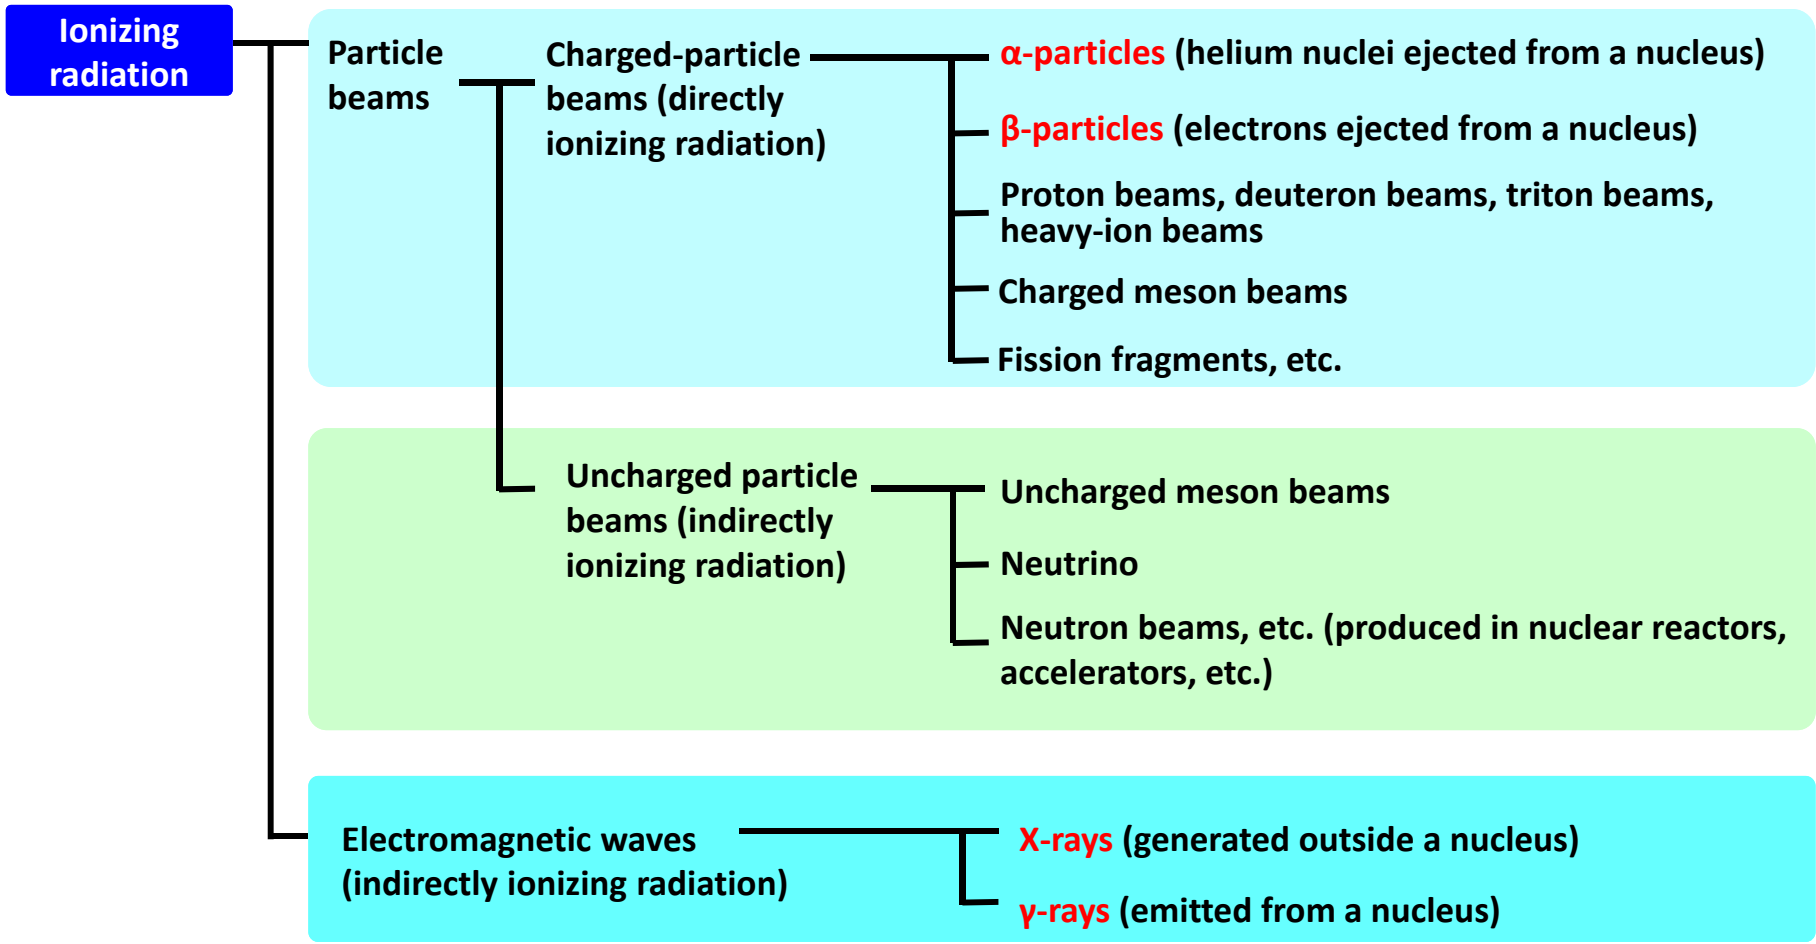 Ionizing
radiation
Particle
beams
Charged-particle
beams (directly
ionizing radiation)
α-particles (helium nuclei ejected from a nucleus)
β-particles (electrons ejected from a nucleus)
Proton beams, deuteron beams, triton beams,
heavy-ion beams
Charged meson beams
Fission fragments, etc.
Uncharged particle
beams (indirectly
ionizing radiation)
Uncharged meson beams
Neutrino
Neutron beams, etc. (produced in nuclear reactors,
accelerators, etc.)
Electromagnetic waves
(indirectly ionizing radiation)
X-rays (generated outside a nucleus)
γ-rays (emitted from a nucleus)